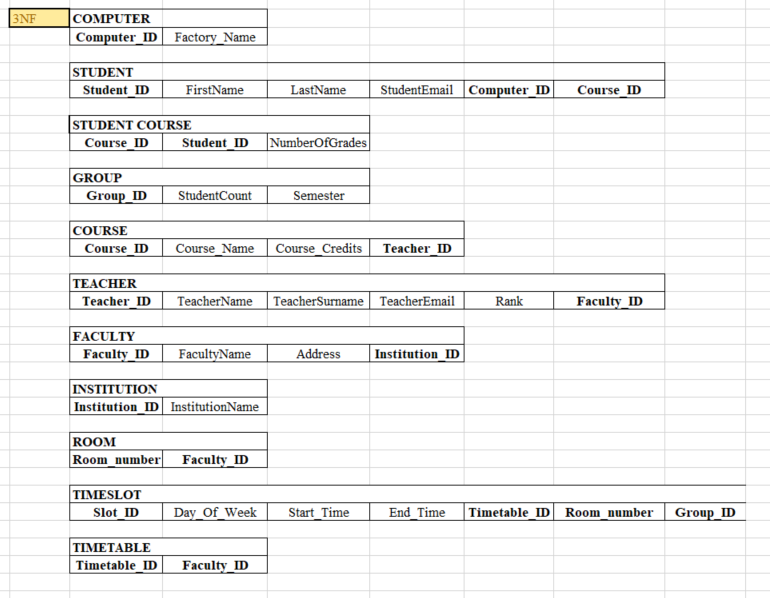 3NF COMPUTER
Computer_ID Factory_Name
STUDENT
Student_ID FirstName LastName StudentEmail Computer_ID Course_ID
STUDENT COURSE
Course_ID Student_ID NumberOfGrades
GROUP
Group_ID StudentCount Semester
COURSE
Course_ID Course_Name Course_Credits Teacher_ID
TEACHER
Teacher_ID TeacherName TeacherSurname TeacherEmail Rank Faculty_ID
FACULTY
Faculty_ID FacultyName Address Institution_ID
INSTITUTION
Institution_ID InstitutionName
ROOM
Room_number Faculty_ID
TIMESLOT
Slot_ID Day_Of_Week Start_Time End_Time Timetable_ID Room_number Group_ID
TIMETABLE
Timetable_ID Faculty_ID